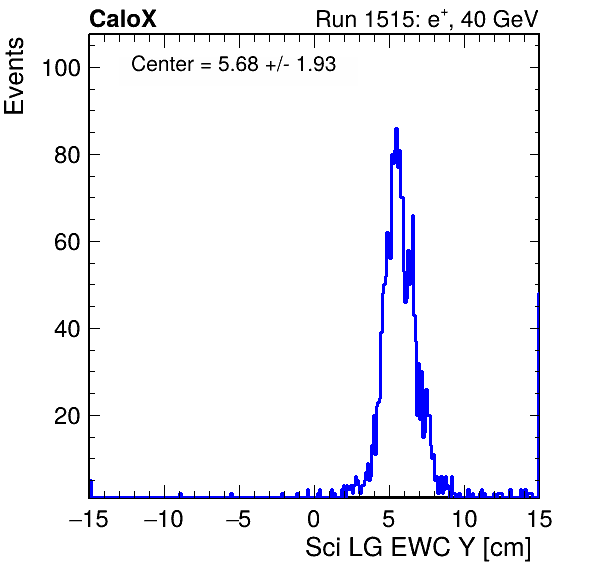 CaloX Run 1515: e⁺, 40 GeV
Center = 5.68 +/- 1.93
Events
100
80
60
40
20
−15 −10 −5 0 5 10 15
Sci LG EWC Y [cm]